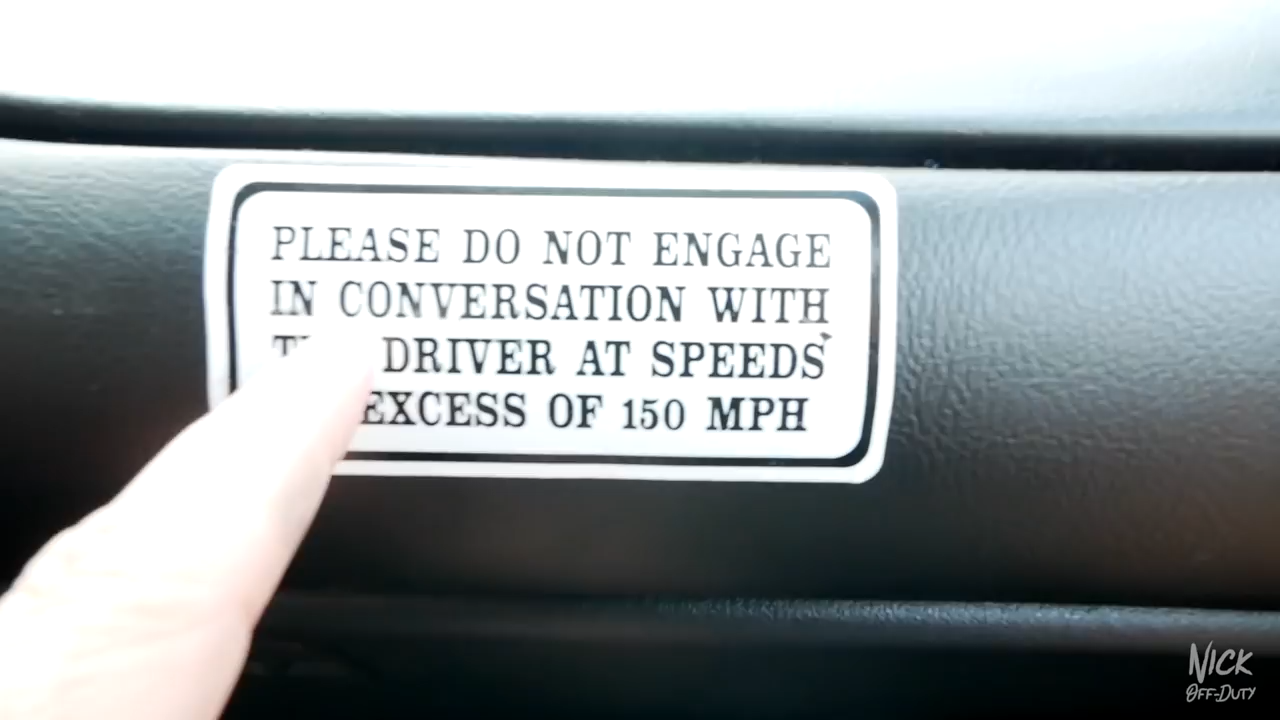 PLEASE DO NOT ENGAGE
IN CONVERSATION WITH
DRIVER AT SPEEDS
EXCESS OF 150 MPH
NICK
OFF-DUTY